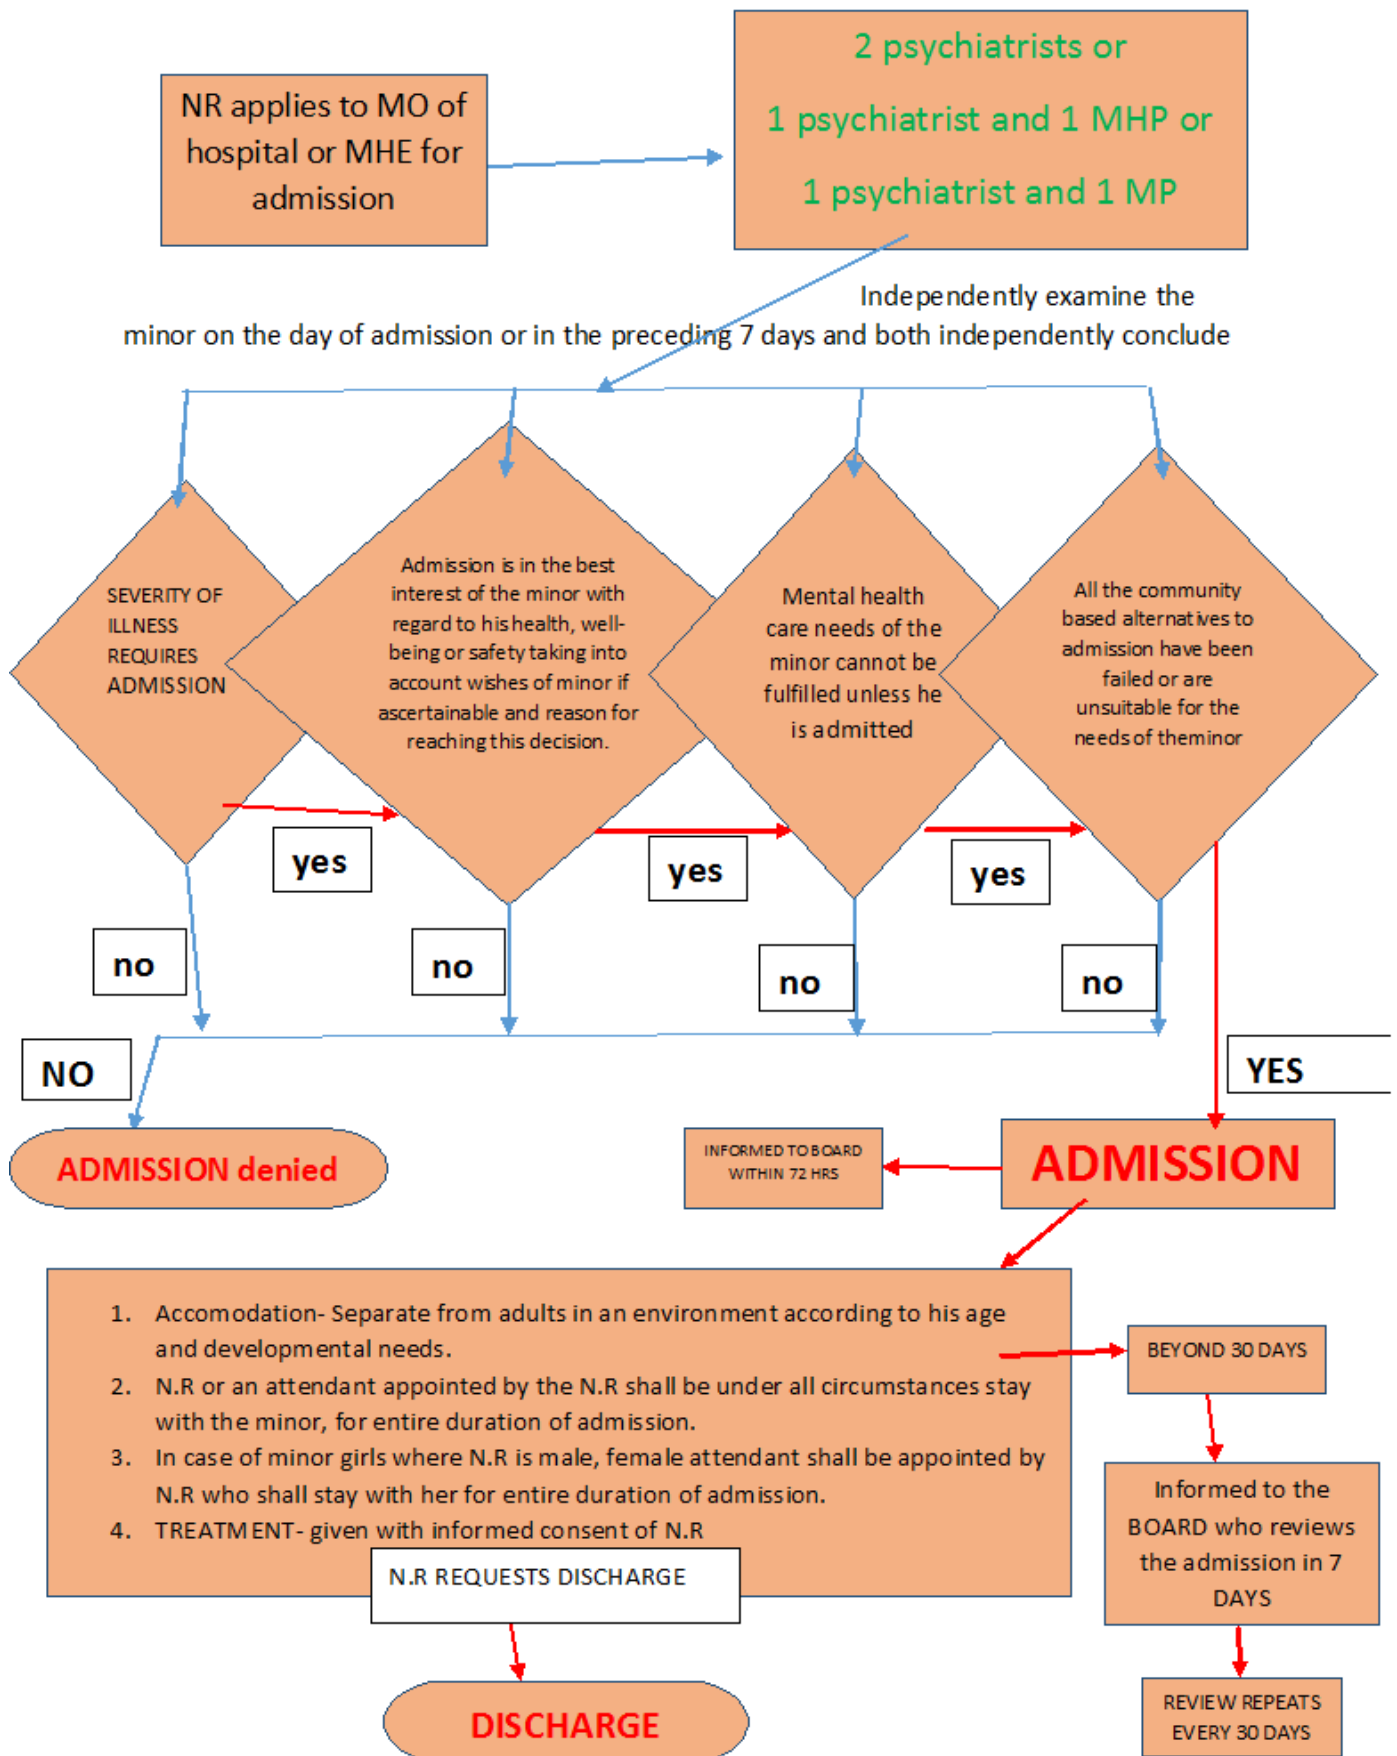 NR applies to MO of
hospital or MHE for
admission
2 psychiatrists or
1 psychiatrist and 1 MHP or
1 psychiatrist and 1 MP
Independently examine the
minor on the day of admission or in the preceding 7 days and both independently conclude
SEVERITY OF
ILLNESS
REQUIRES
ADMISSION
Admission is in the best
interest of the minor with
regard to his health, well-
being or safety taking into
account wishes of minor if
ascertainable and reason for
reaching this decision.
Mental health
care needs of the
minor cannot be
fulfilled unless he
is admitted
All the community
based alternatives to
admission have been
failed or are
unsuitable for the
needs of theminor
yes
yes
yes
no
no
no
no
NO
YES
ADMISSION denied
INFORMED TO BOARD
WITHIN 72 HRS
ADMISSION
1. Accomodation- Separate from adults in an environment according to his age
and developmental needs.
2. N.R or an attendant appointed by the N.R shall be under all circumstances stay
with the minor, for entire duration of admission.
3. In case of minor girls where N.R is male, female attendant shall be appointed by
N.R who shall stay with her for entire duration of admission.
4. TREATMENT- given with informed consent of N.R
BEYOND 30 DAYS
Informed to the
BOARD who reviews
the admission in 7
DAYS
N.R REQUESTS DISCHARGE
DISCHARGE
REVIEW REPEATS
EVERY 30 DAYS